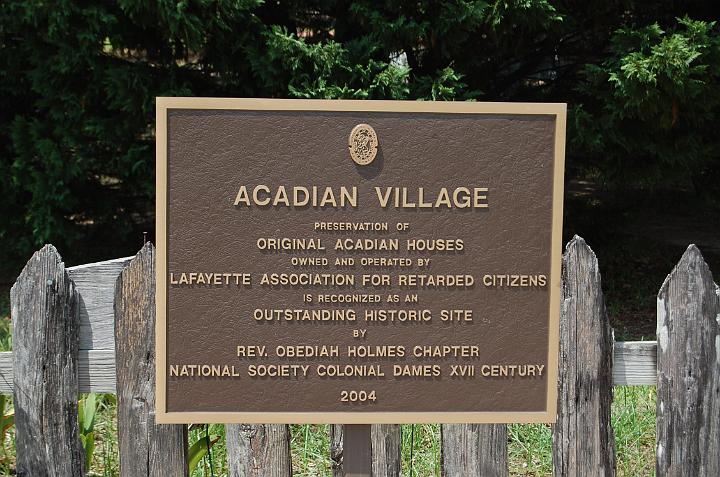 ACADIAN VILLAGE
PRESERVATION OF
ORIGINAL ACADIAN HOUSES
OWNED AND OPERATED BY
LAFAYETTE ASSOCIATION FOR RETARDED CITIZENS
IS RECOGNIZED AS AN
OUTSTANDING HISTORIC SITE
BY
REV. OBEDIAH HOLMES CHAPTER
NATIONAL SOCIETY COLONIAL DAMES XVII CENTURY
2004